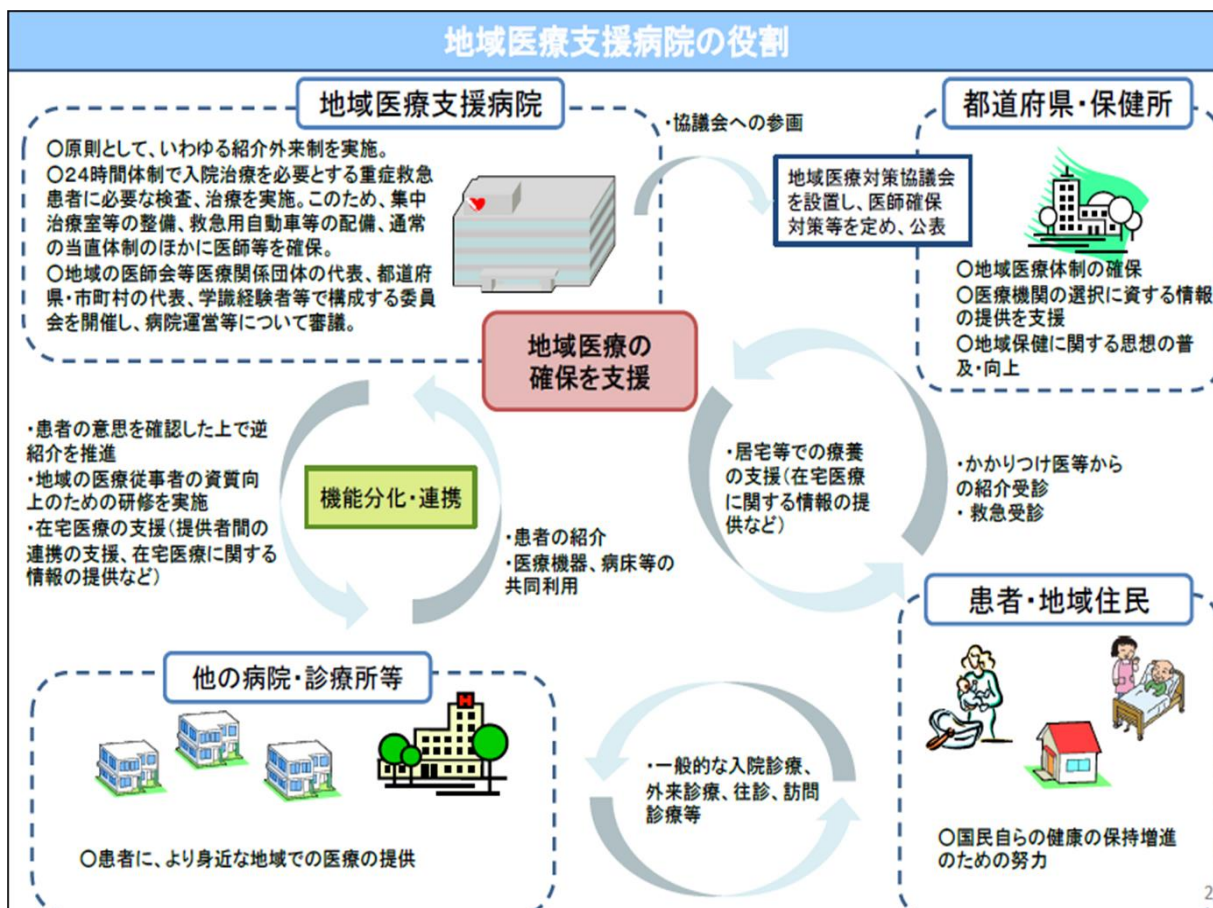 地域医療支援病院の役割
地域医療支援病院
○原則として、いわゆる紹介外来制を実施。
○24時間体制で入院治療を必要とする重症救急
患者に必要な検査、治療を実施。このため、集中
治療室等の整備、救急用自動車等の配備、通常
の当直体制のほかに医師等を確保。
○地域の医師会等医療関係団体の代表、都道府
県・市町村の代表、学識経験者等で構成する委員
会を開催し、病院運営等について審議。
・協議会への参画
地域医療対策協議会
を設置し、医師確保
対策等を定め、公表
都道府県・保健所
○地域医療体制の確保
○医療機関の選択に資する情報
の提供を支援
○地域保健に関する思想の普
及・向上
地域医療の
確保を支援
・患者の意思を確認した上で逆
紹介を推進
・地域の医療従事者の資質向
上のための研修を実施
・在宅医療の支援(提供者間の
連携の支援、在宅医療に関する
情報の提供など)
機能分化・連携
・患者の紹介
・医療機器、病床等の
共同利用
・居宅等での療養
の支援(在宅医療
に関する情報の提
供など)
・かかりつけ医等から
の紹介受診
・救急受診
他の病院・診療所等
H
○患者に、より身近な地域での医療の提供
・一般的な入院診療、
外来診療、往診、訪問
診療等
患者・地域住民
○国民自らの健康の保持増進
のための努力
2